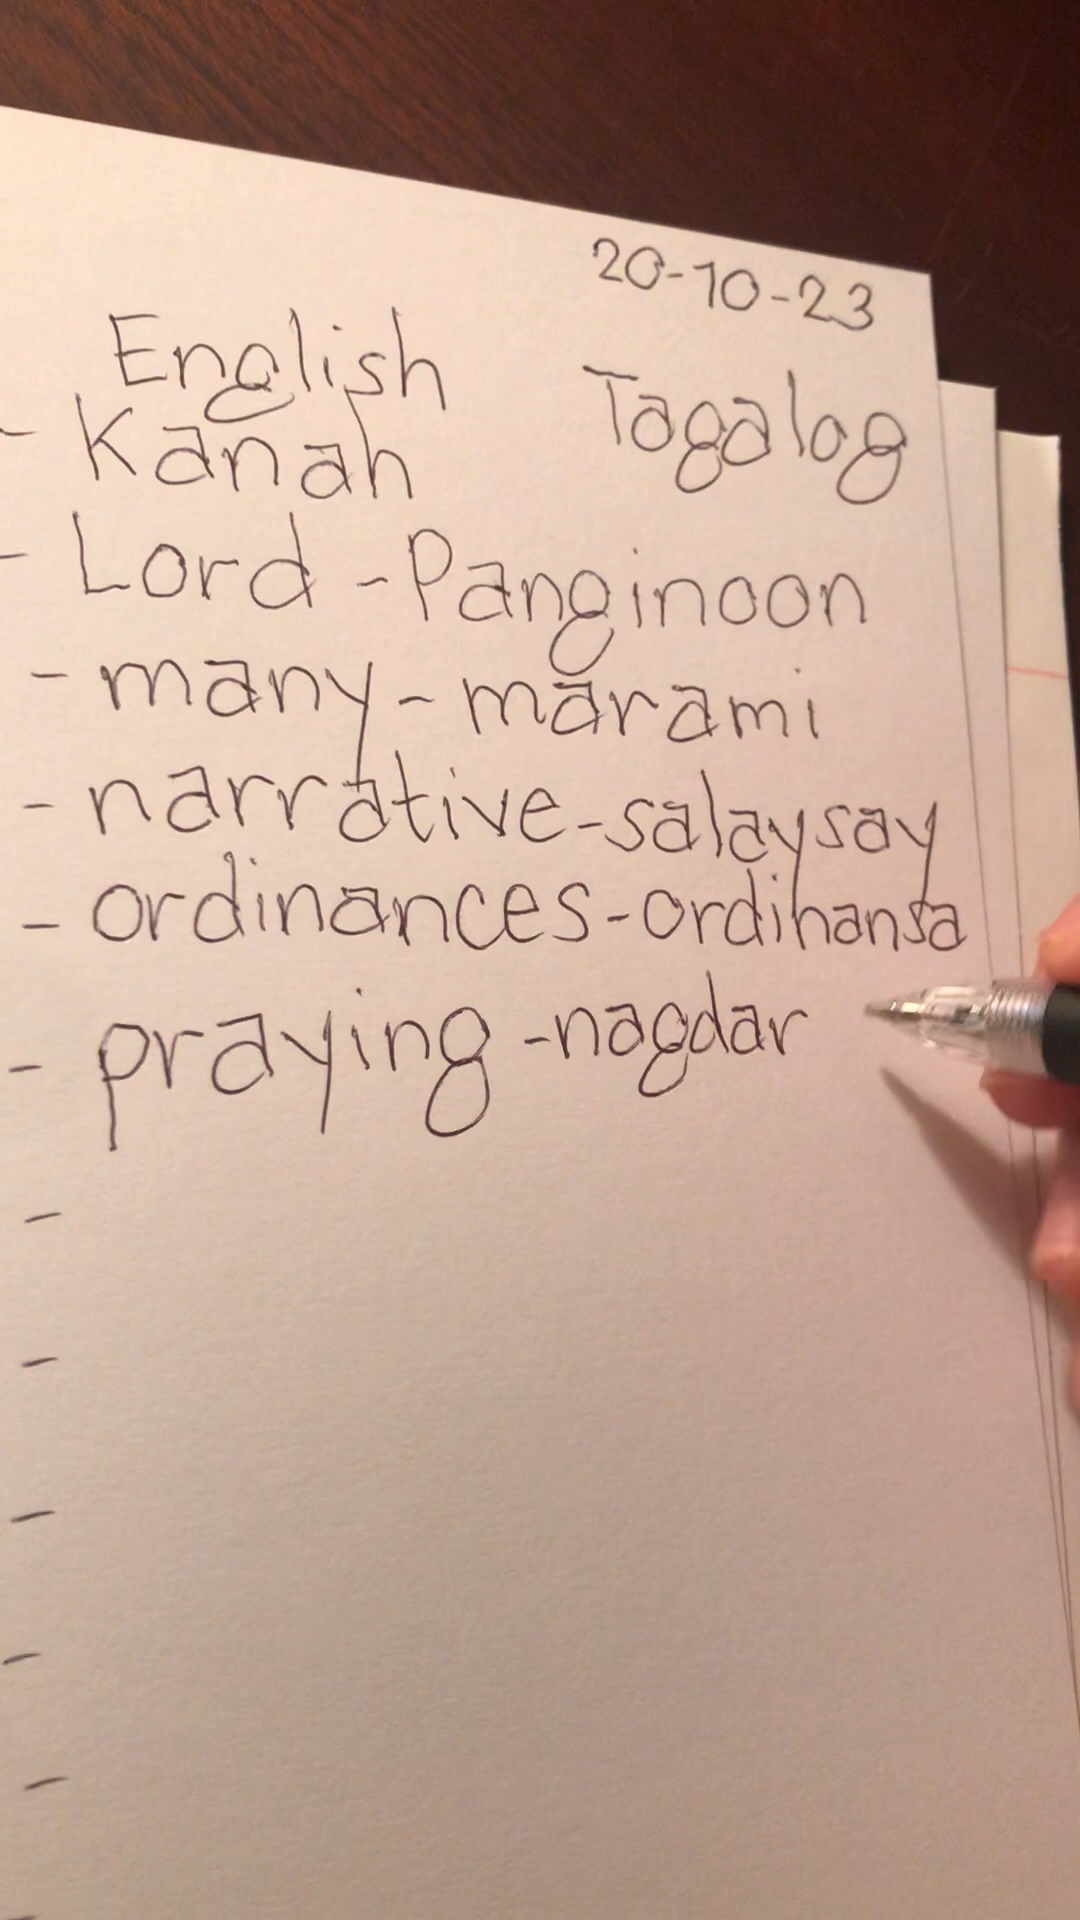 20-10-23
English Tagalog
- Kanah
- Lord - Panginoon
- many - marami
- narrative - salaysay
- ordinances - ordinansa
- praying - nagdar
-
-
-
-
-